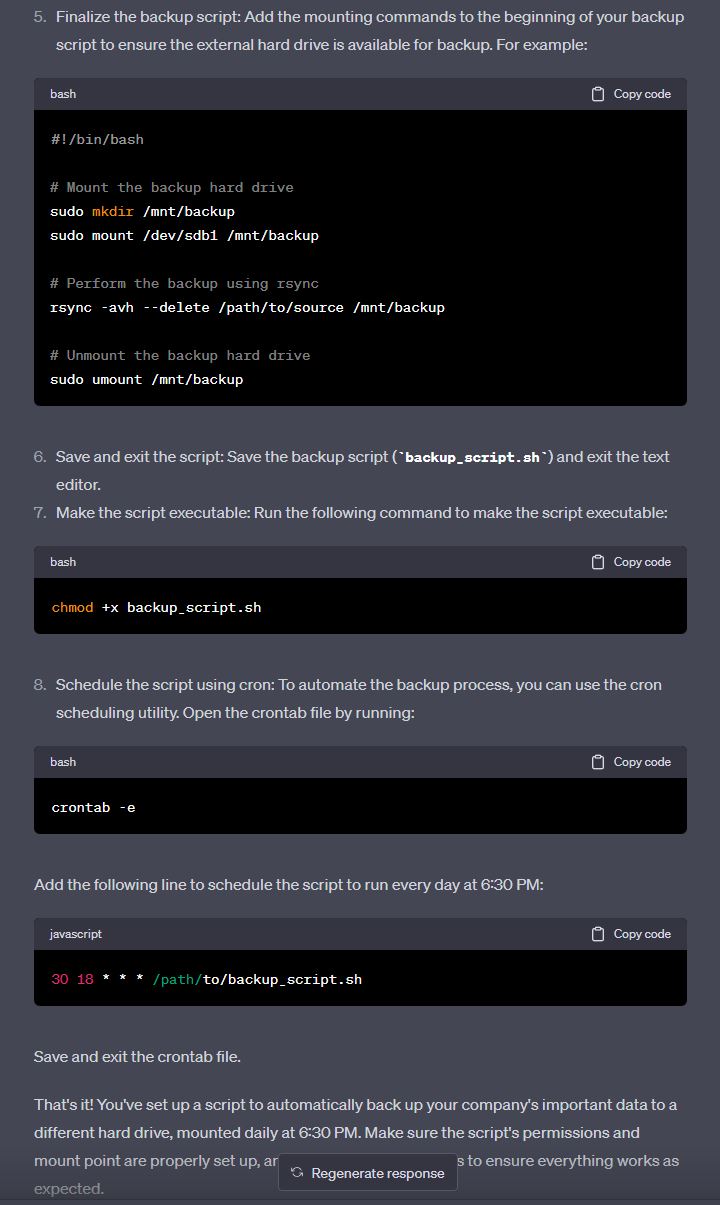 5. Finalize the backup script: Add the mounting commands to the beginning of your backup
script to ensure the external hard drive is available for backup. For example:
bash Copy code
#!/bin/bash
# Mount the backup hard drive
sudo mkdir /mnt/backup
sudo mount /dev/sdb1 /mnt/backup
# Perform the backup using rsync
rsync -avh --delete /path/to/source /mnt/backup
# Unmount the backup hard drive
sudo umount /mnt/backup
6. Save and exit the script: Save the backup script (`backup_script.sh`) and exit the text
editor.
7. Make the script executable: Run the following command to make the script executable:
bash Copy code
chmod +x backup_script.sh
8. Schedule the script using cron: To automate the backup process, you can use the cron
scheduling utility. Open the crontab file by running:
bash Copy code
crontab -e
Add the following line to schedule the script to run every day at 6:30 PM:
javascript Copy code
30 18 * * * /path/to/backup_script.sh
Save and exit the crontab file.
That's it! You've set up a script to automatically back up your company's important data to a
different hard drive, mounted daily at 6:30 PM. Make sure the script's permissions and
mount point are properly set up, to ensure everything works as
Regenerate response
expected.